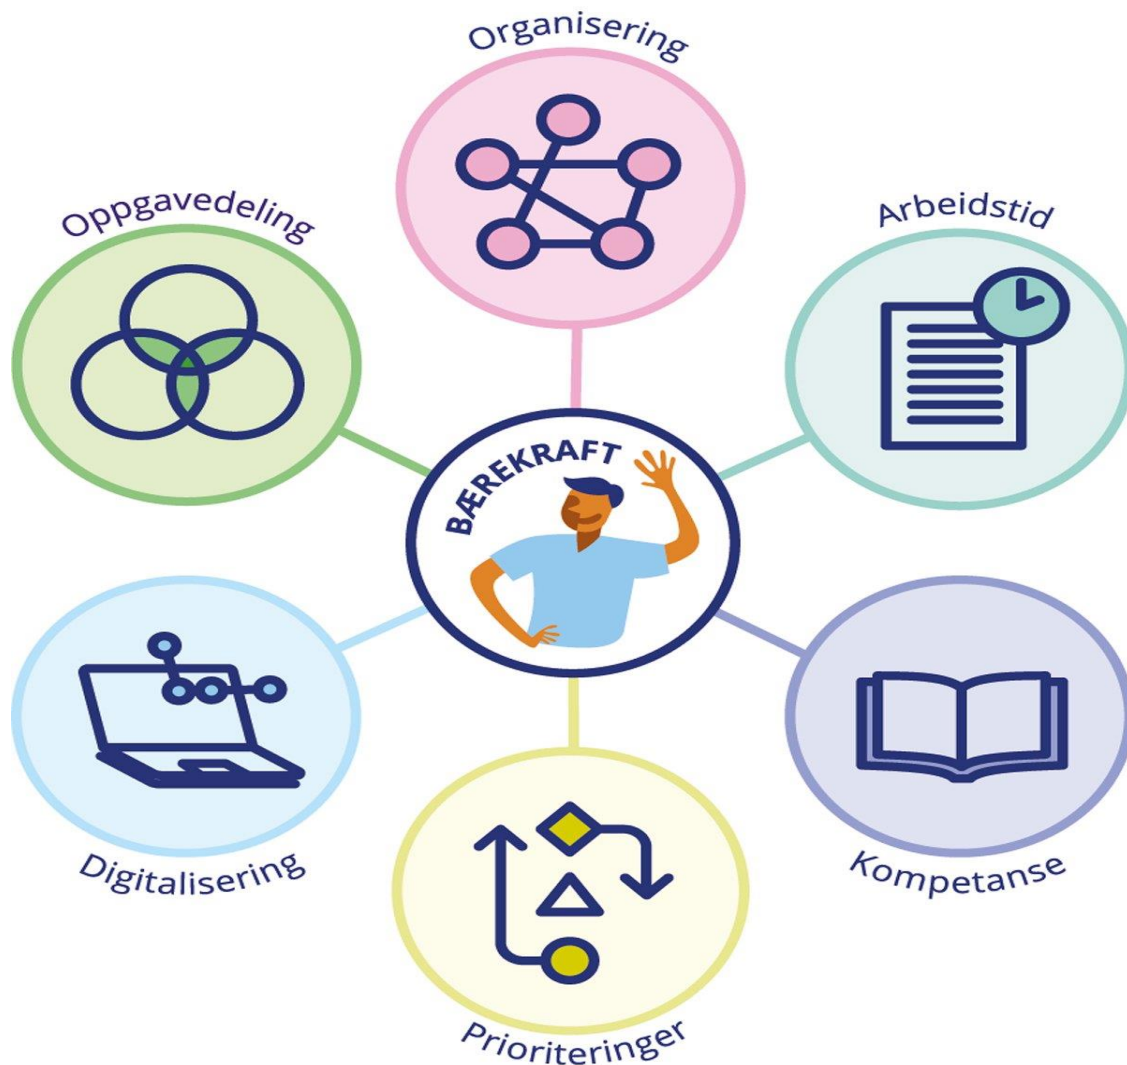 Organisering
Oppgavedeling
Arbeidstid
BÆREKRAFT
Digitalisering
Kompetanse
Prioriteringer